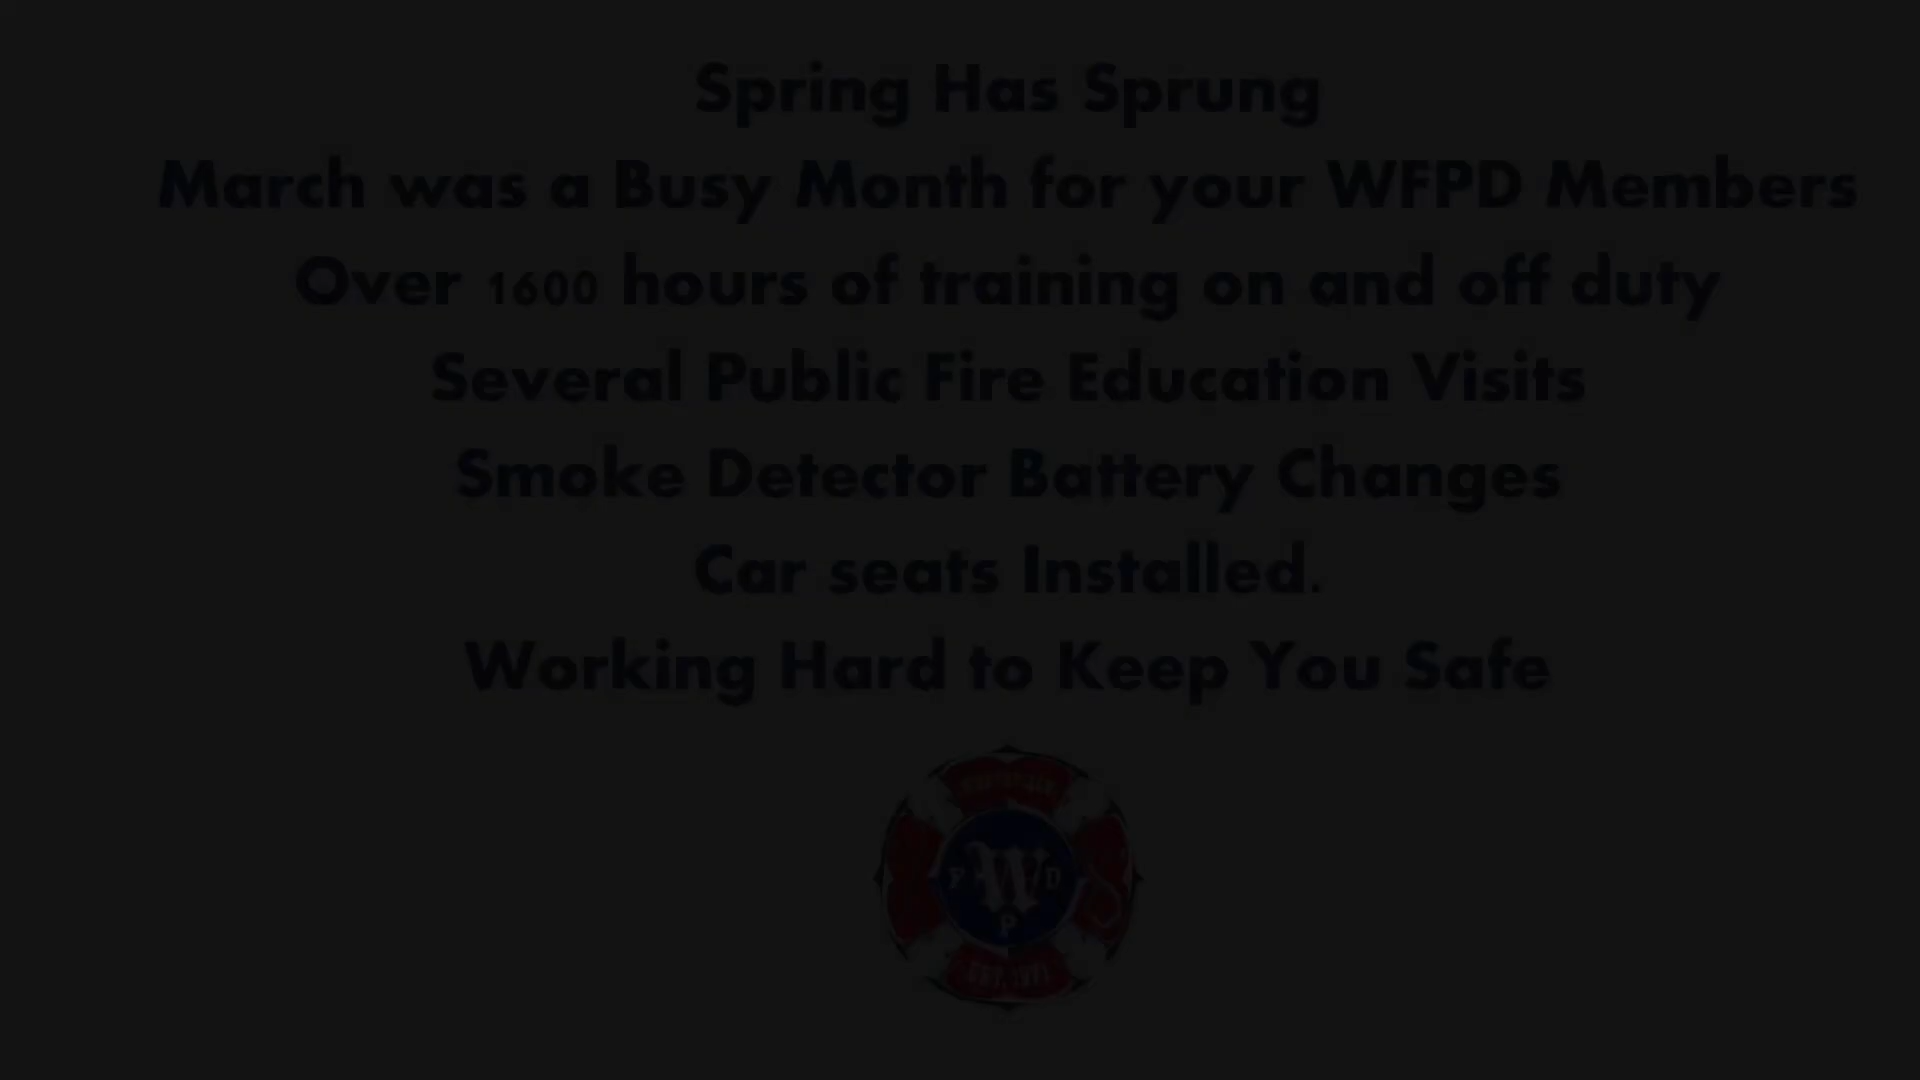 Spring Has Sprung
March was a Busy Month for your WFPD Members
Over 1600 hours of training on and off duty
Several Public Fire Education Visits
Smoke Detector Battery Changes
Car seats Installed.
Working Hard to Keep You Safe
F W D
P